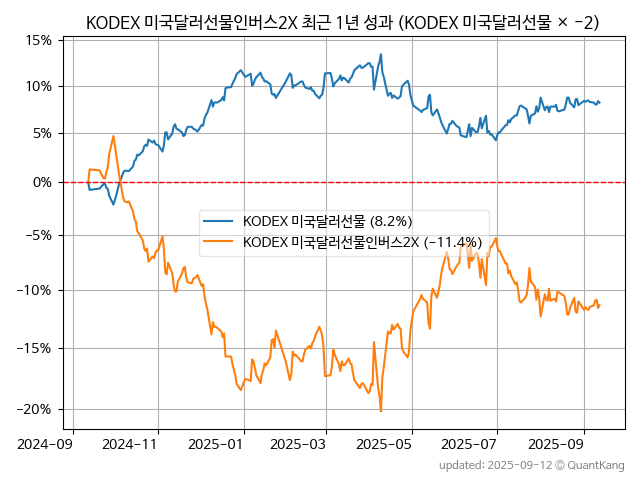 KODEX 미국달러선물인버스2X 최근 1년 성과 (KODEX 미국달러선물 × -2)
15%
10%
5%
0%
-5%
-10%
-15%
-20%
KODEX 미국달러선물 (8.2%)
KODEX 미국달러선물인버스2X (-11.4%)
2024-09 2024-11 2025-01 2025-03 2025-05 2025-07 2025-09
updated: 2025-09-12 © QuantKang